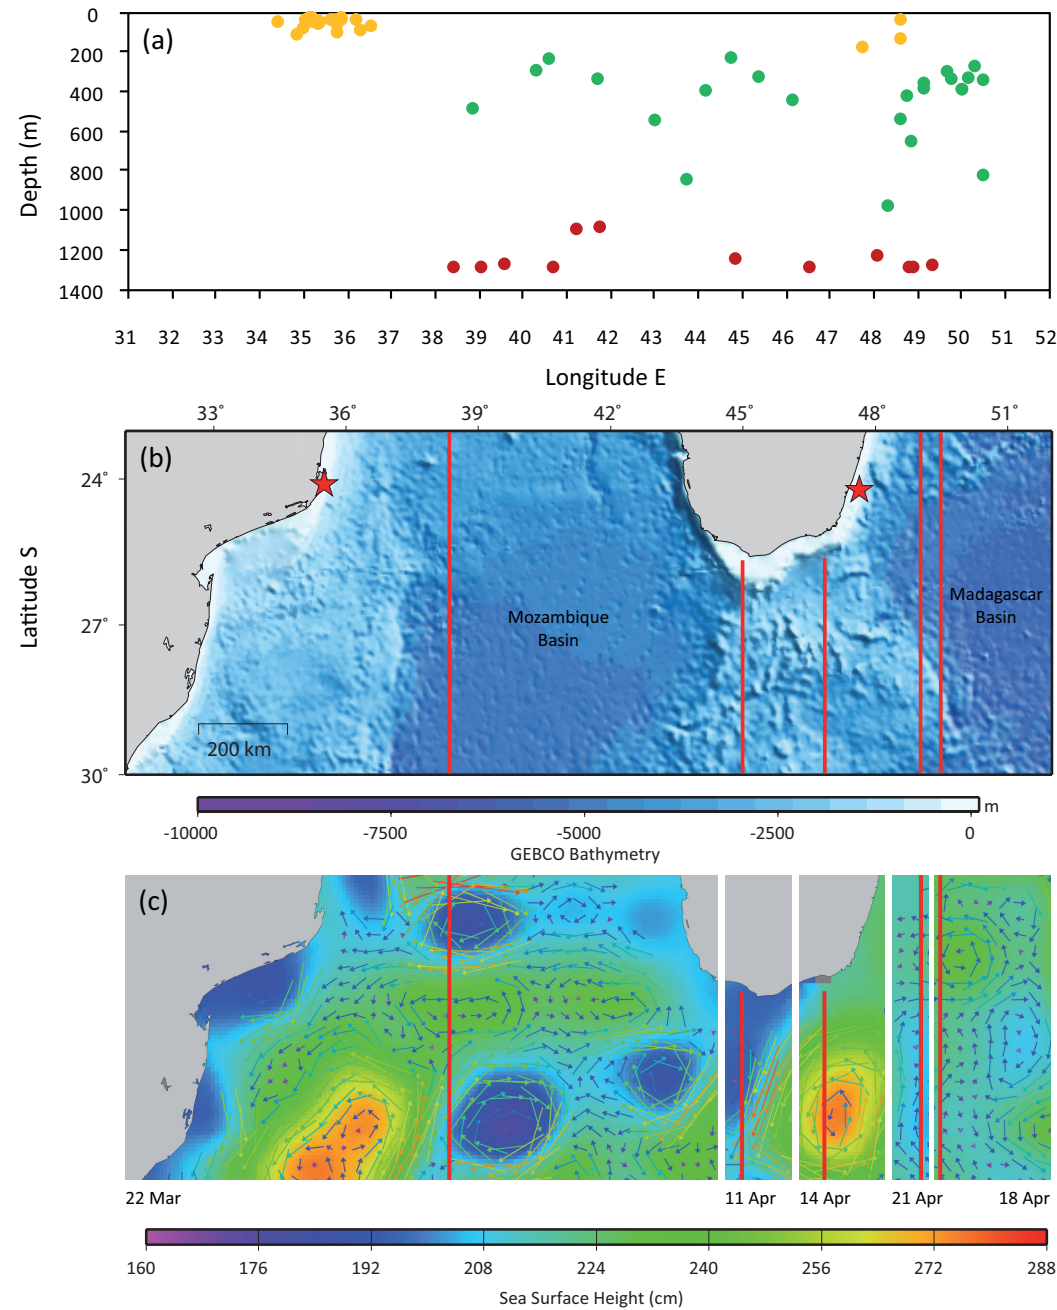 (a)
0
200
400
600
800
1000
1200
1400
Depth (m)
31 32 33 34 35 36 37 38 39 40 41 42 43 44 45 46 47 48 49 50 51 52
Longitude E
33° 36° 39° 42° 45° 48° 51°
(b)
24°
27°
30°
Latitude S
Mozambique
Basin
Madagascar
Basin
200 km
m
-10000 -7500 -5000 -2500 0
GEBCO Bathymetry
(c)
22 Mar 11 Apr 14 Apr 21 Apr 18 Apr
160 176 192 208 224 240 256 272 288
Sea Surface Height (cm)